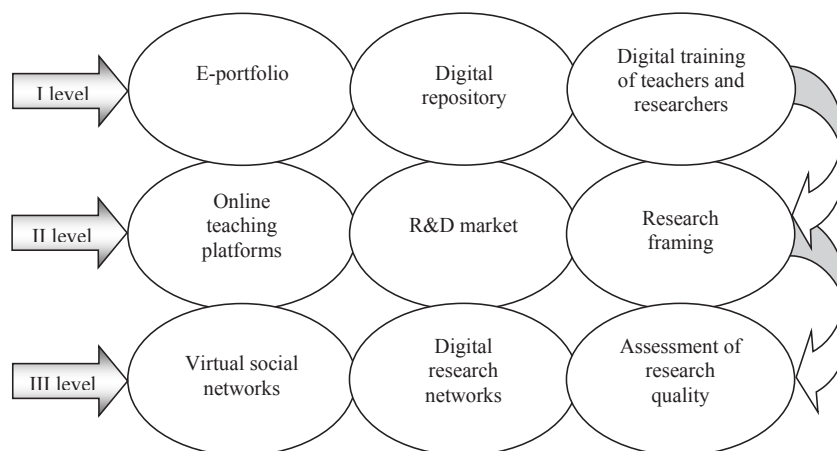 I level
E-portfolio
Digital
repository
Digital training
of teachers and
researchers
II level
Online
teaching
platforms
R&D market
Research
framing
III level
Virtual social
networks
Digital
research
networks
Assessment of
research
quality